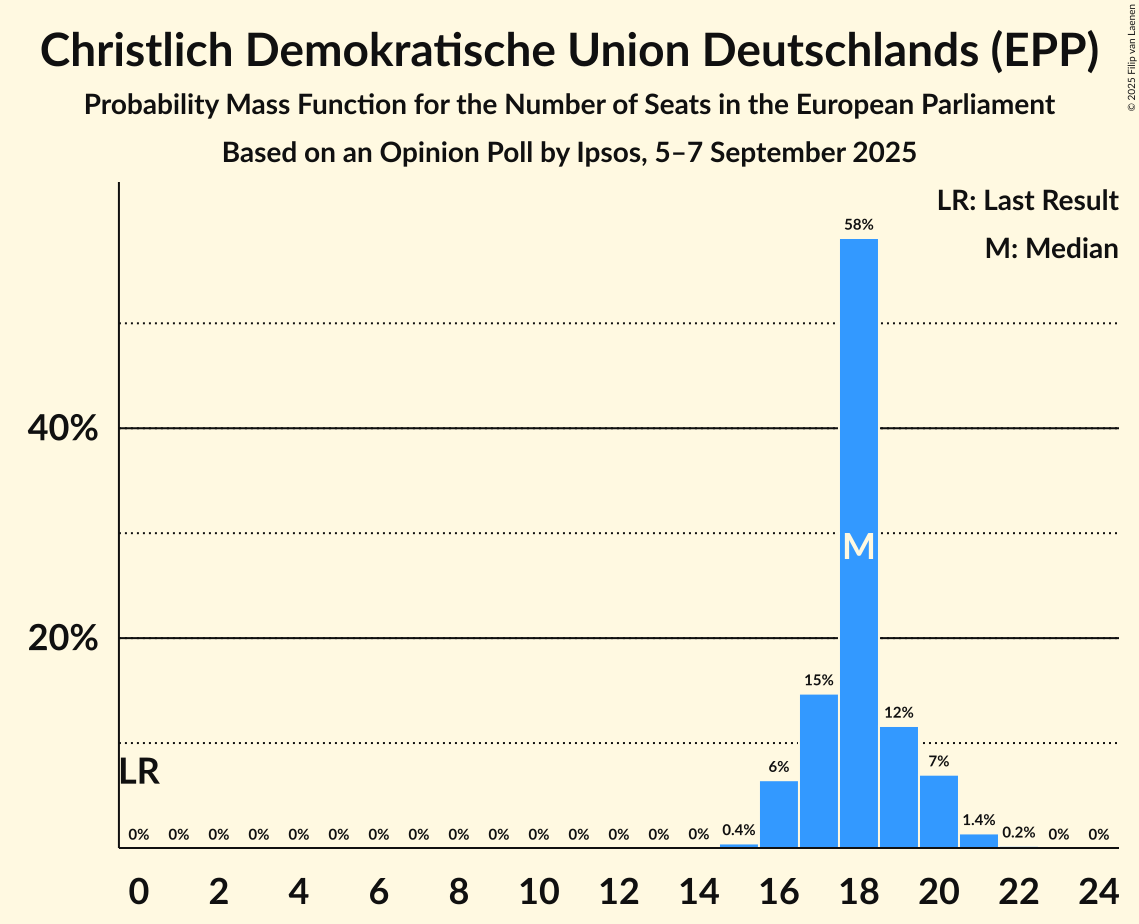 Christlich Demokratische Union Deutschlands (EPP)
Probability Mass Function for the Number of Seats in the European Parliament
Based on an Opinion Poll by Ipsos, 5–7 September 2025
© 2025 Filip van Laenen
LR: Last Result
M: Median
58%
40%
M
20%
15%
12%
LR
6%
7%
0% 0% 0% 0% 0% 0% 0% 0% 0% 0% 0% 0% 0% 0% 0% 0.4% 1.4% 0.2% 0% 0%
0 2 4 6 8 10 12 14 16 18 20 22 24